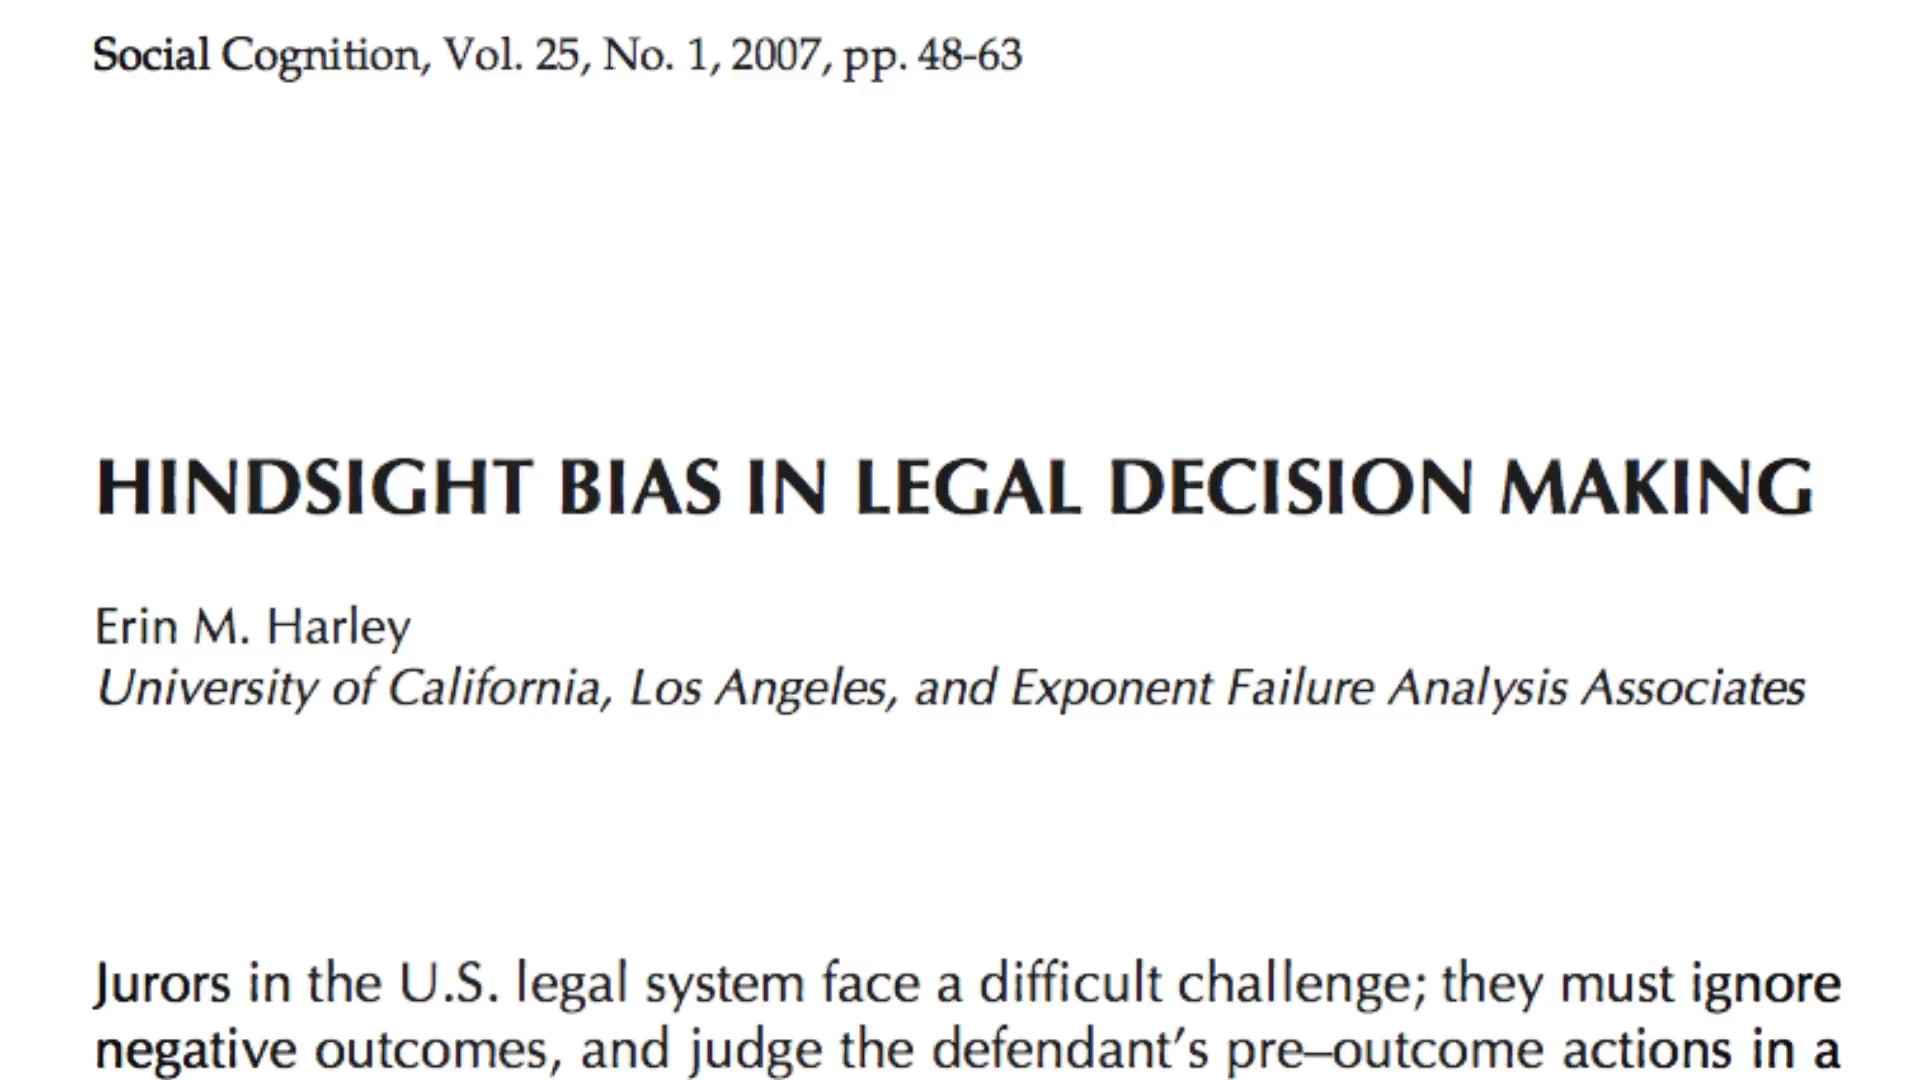 Social Cognition, Vol. 25, No. 1, 2007, pp. 48-63
HINDSIGHT BIAS IN LEGAL DECISION MAKING
Erin M. Harley
University of California, Los Angeles, and Exponent Failure Analysis Associates
Jurors in the U.S. legal system face a difficult challenge; they must ignore
negative outcomes, and judge the defendant’s pre–outcome actions in a